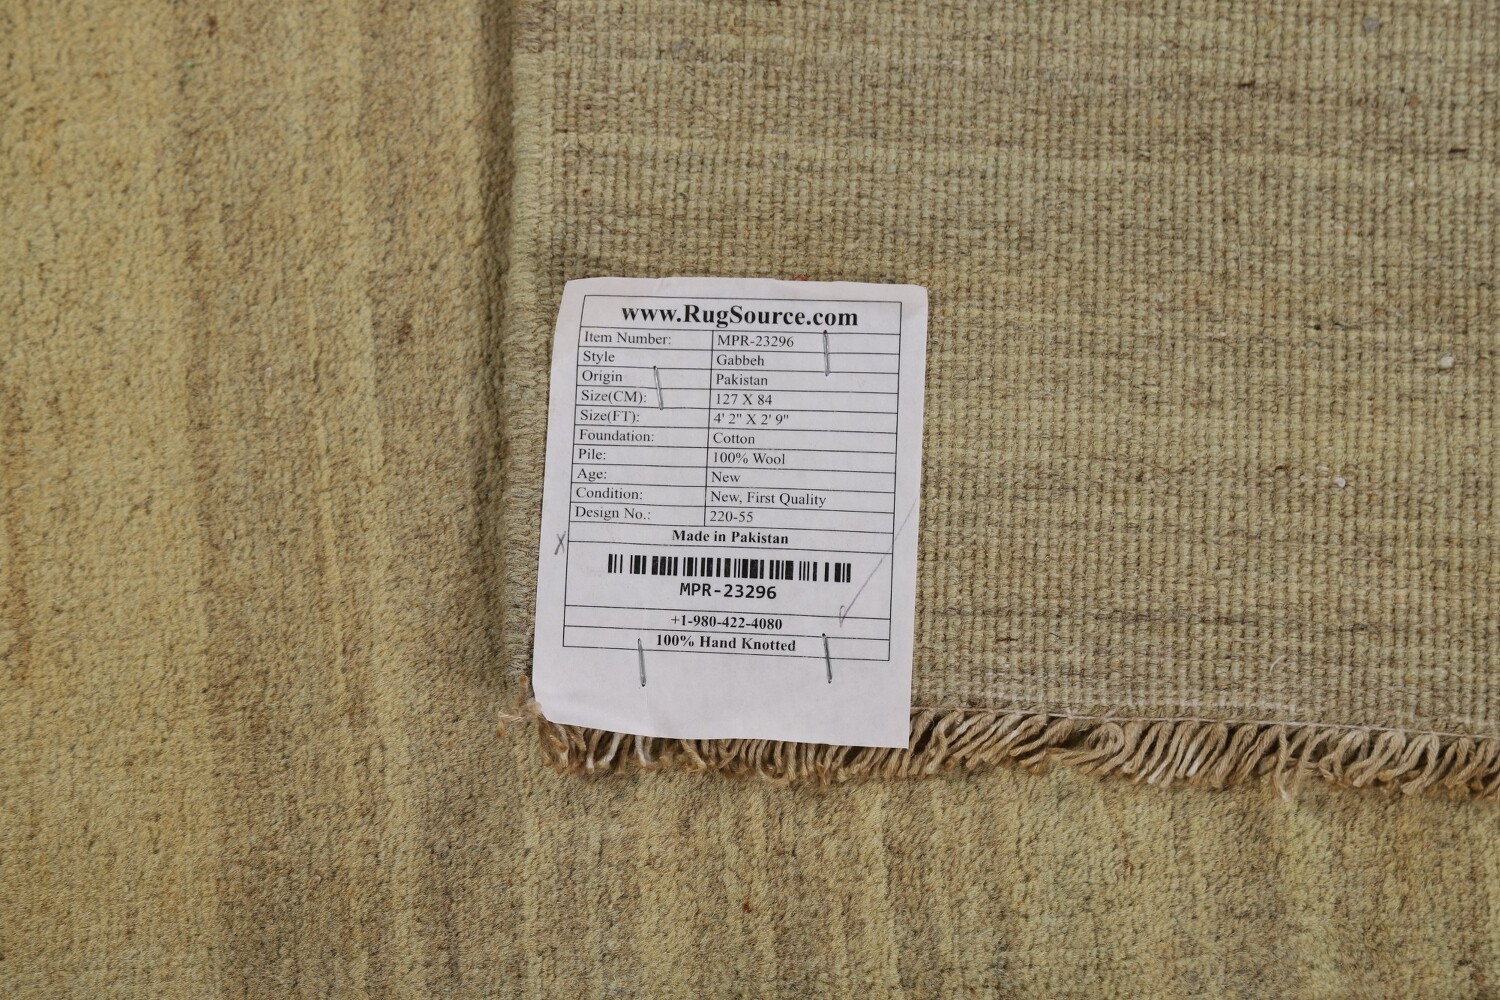 www.RugSource.com
Item Number: MPR-23296
Style Gabbeh
Origin Pakistan
Size(CM): 127 X 84
Size(FT): 4' 2" X 2' 9"
Foundation: Cotton
Pile: 100% Wool
Age: New
Condition: New, First Quality
Design No.: 220-55
Made in Pakistan
MPR-23296
+1-980-422-4080
100% Hand Knotted